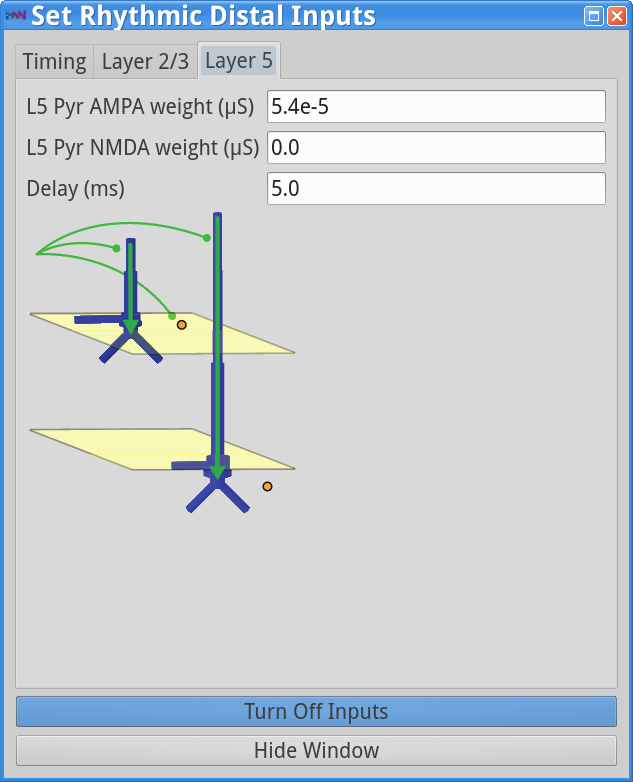 HNN Set Rhythmic Distal Inputs
Timing Layer 2/3 Layer 5
L5 Pyr AMPA weight (μS) 5.4e-5
L5 Pyr NMDA weight (μS) 0.0
Delay (ms) 5.0
Turn Off Inputs
Hide Window